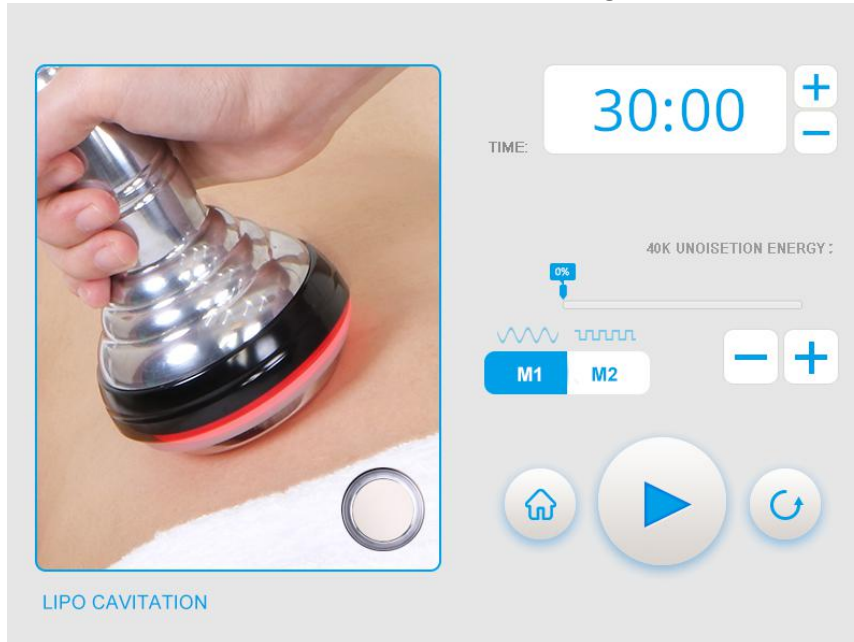 30:00
TIME:
40K UNOISETION ENERGY:
0%
M1 M2
LIPO CAVITATION